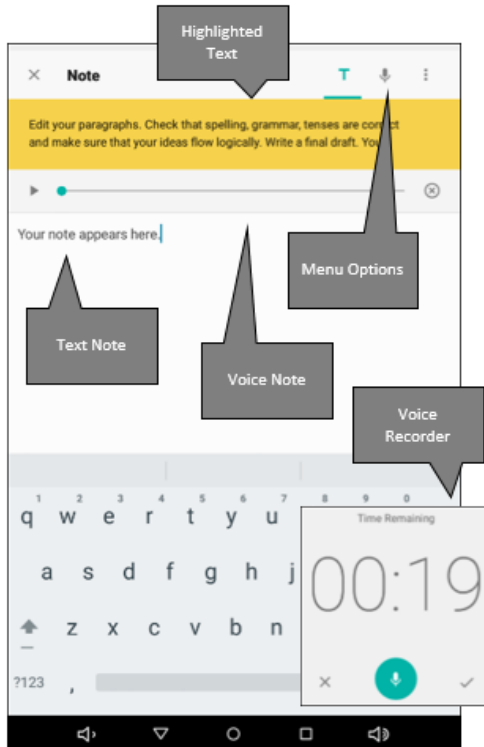 Highlighted
Text
Note
T
Edit your paragraphs. Check that spelling, grammar, tenses are correct
and make sure that your ideas flow logically. Write a final draft. You
Your note appears here.
Menu Options
Text Note
Voice Note
Voice
Recorder
1 2 3 4 5 6 7 8 9 0
q w e r t y u
Time Remaining
a s d f g h j
00:19
z x c v b n
?123 ,